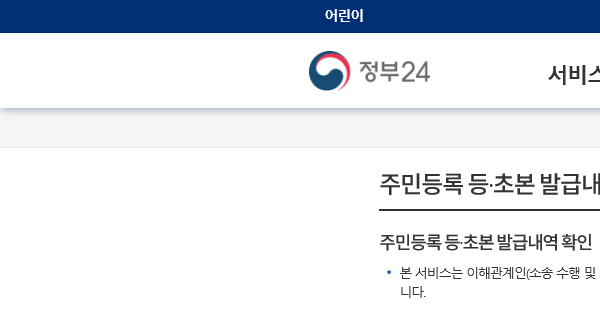 어린이
정부24
서비스
주민등록 등·초본 발급내
주민등록 등·초본 발급내역 확인
• 본 서비스는 이해관계인(소송 수행 및
니다.